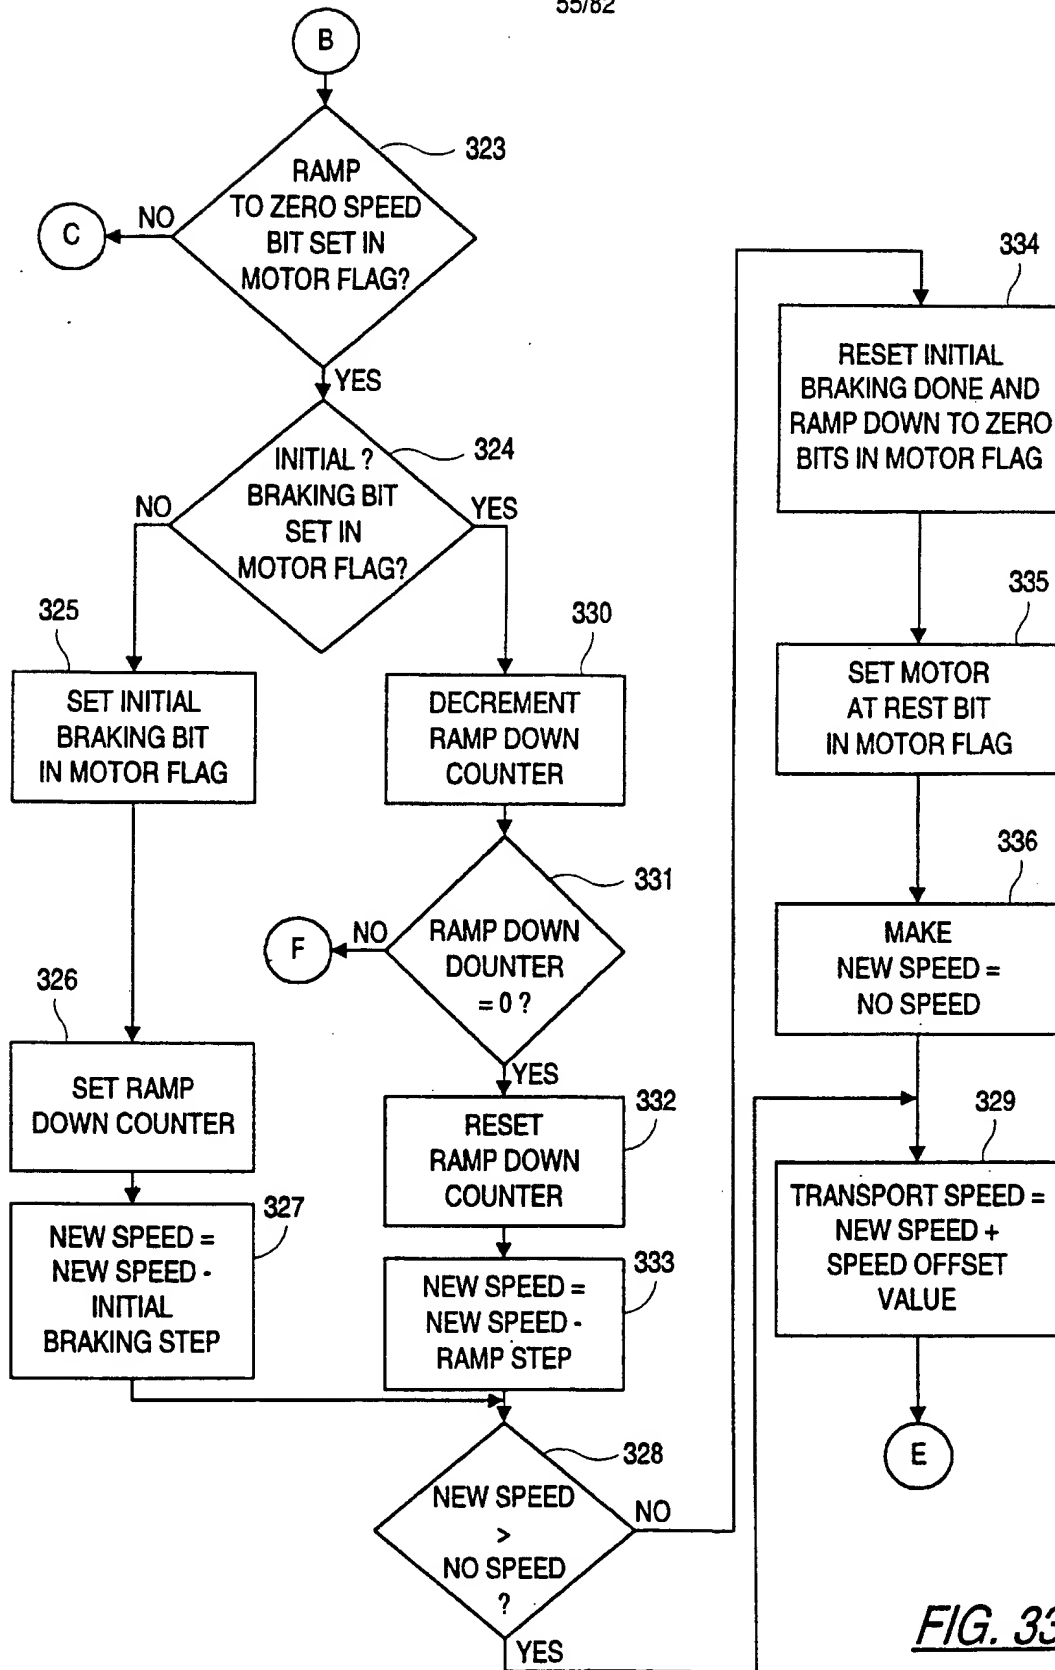 55/82
B
323
RAMP
TO ZERO SPEED
BIT SET IN
MOTOR FLAG?
NO
C
YES
324
INITIAL ?
BRAKING BIT
SET IN
MOTOR FLAG?
NO
YES
325
SET INITIAL
BRAKING BIT
IN MOTOR FLAG
330
DECREMENT
RAMP DOWN
COUNTER
331
RAMP DOWN
DOUNTER
= 0 ?
NO
F
YES
326
SET RAMP
DOWN COUNTER
332
RESET
RAMP DOWN
COUNTER
327
NEW SPEED =
NEW SPEED -
INITIAL
BRAKING STEP
333
NEW SPEED =
NEW SPEED -
RAMP STEP
328
NEW SPEED
>
NO SPEED
?
NO
YES
334
RESET INITIAL
BRAKING DONE AND
RAMP DOWN TO ZERO
BITS IN MOTOR FLAG
335
SET MOTOR
AT REST BIT
IN MOTOR FLAG
336
MAKE
NEW SPEED =
NO SPEED
329
TRANSPORT SPEED =
NEW SPEED +
SPEED OFFSET
VALUE
E
FIG. 33